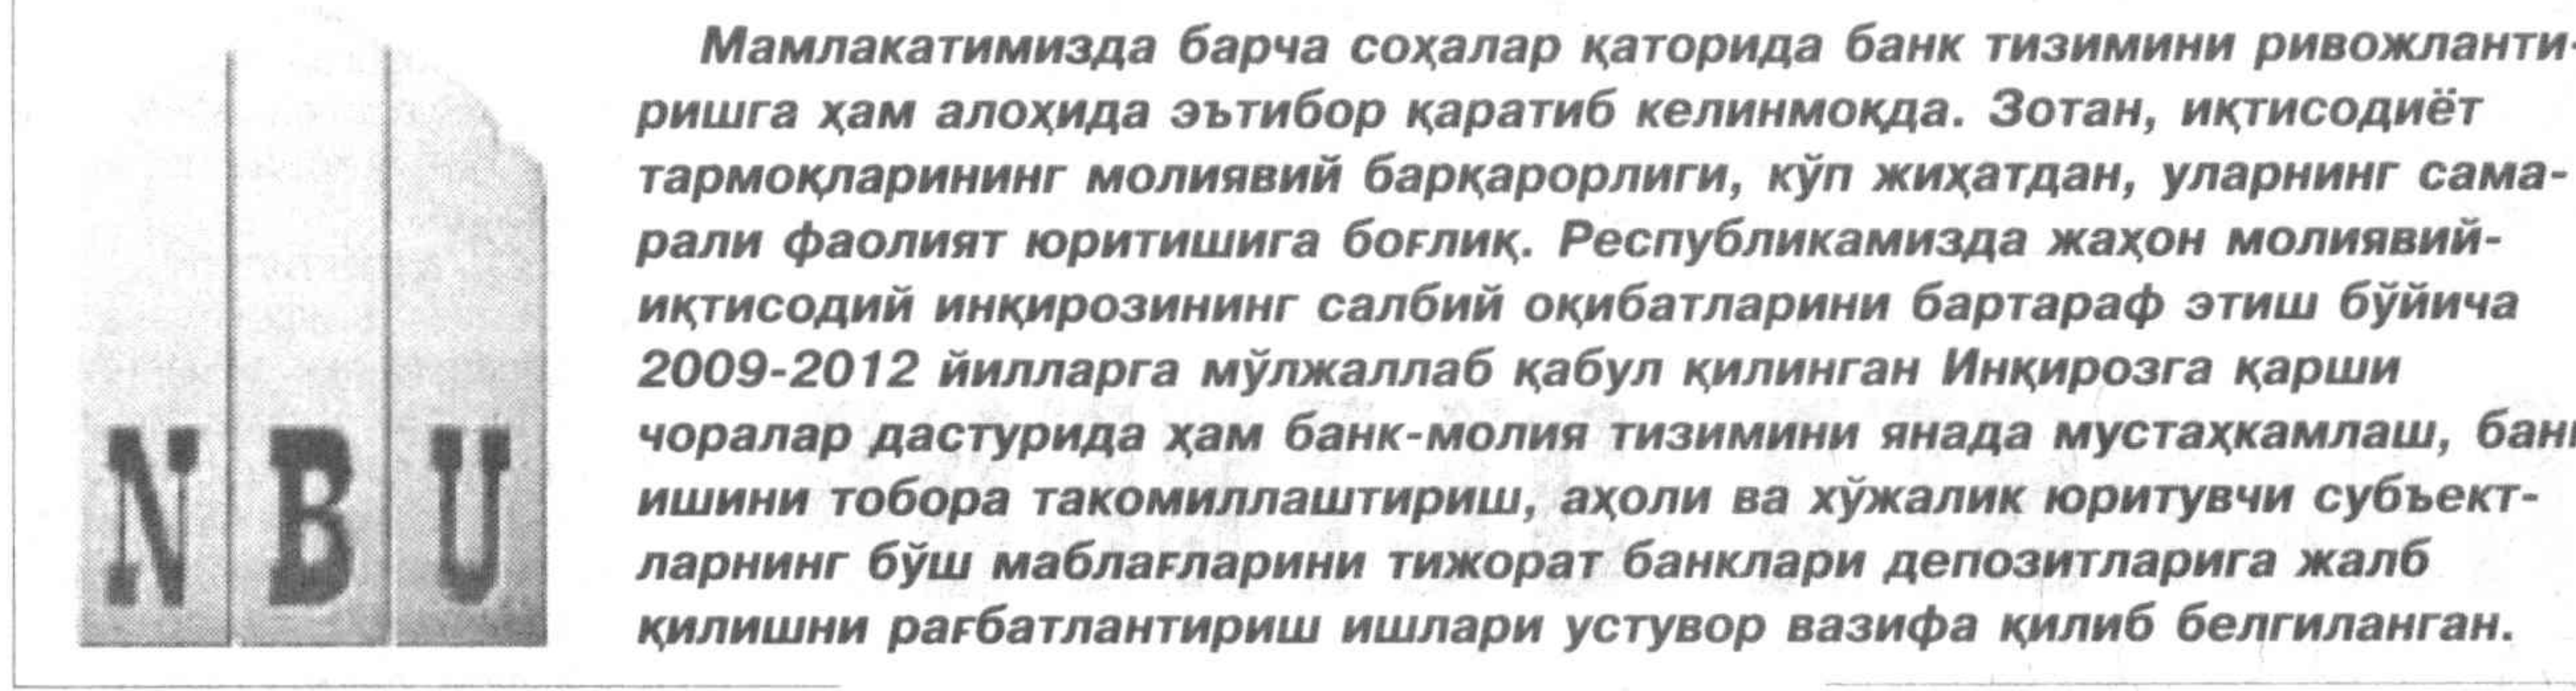 Мамлакатимизда барча соҳалар қаторида банк тизимини ривожланти-
ришга ҳам алоҳида эътибор қаратиб келинмоқда. Зотан, иқтисодиёт
тармоқларининг молиявий барқарорлиги, кўп жиҳатдан, уларнинг сама-
рали фаолият юритишига боғлиқ. Республикамизда жаҳон молиявий-
иқтисодий инқирозининг салбий оқибатларини бартараф этиш бўйича
2009-2012 йилларга мўлжаллаб қабул қилинган Инқирозга қарши
чоралар дастурида ҳам банк-молия тизимини янада мустаҳкамлаш, банк
ишини тобора такомиллаштириш, аҳоли ва хўжалик юритувчи субъект-
ларнинг бўш маблағларини тижорат банклари депозитларига жалб
қилишни рағбатлантириш ишлари устувор вазифа қилиб белгиланган.
NBU